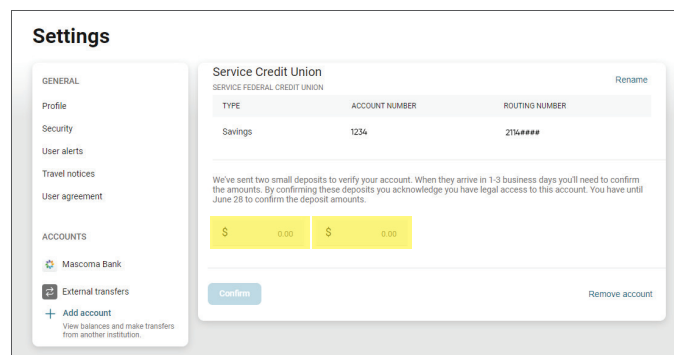 Settings
GENERAL
Profile
Security
User alerts
Travel notices
User agreement
ACCOUNTS
Mascoma Bank
External transfers
Add account
View balances and make transfers
from another institution.
Service Credit Union
Rename
SERVICE FEDERAL CREDIT UNION
TYPE ACCOUNT NUMBER ROUTING NUMBER
Savings 1234 2114####
We've sent two small deposits to verify your account. When they arrive in 1-3 business days you'll need to confirm
the amounts. By confirming these deposits you acknowledge you have legal access to this account. You have until
June 28 to confirm the deposit amounts.
$ 0.00 $ 0.00
Confirm Remove account